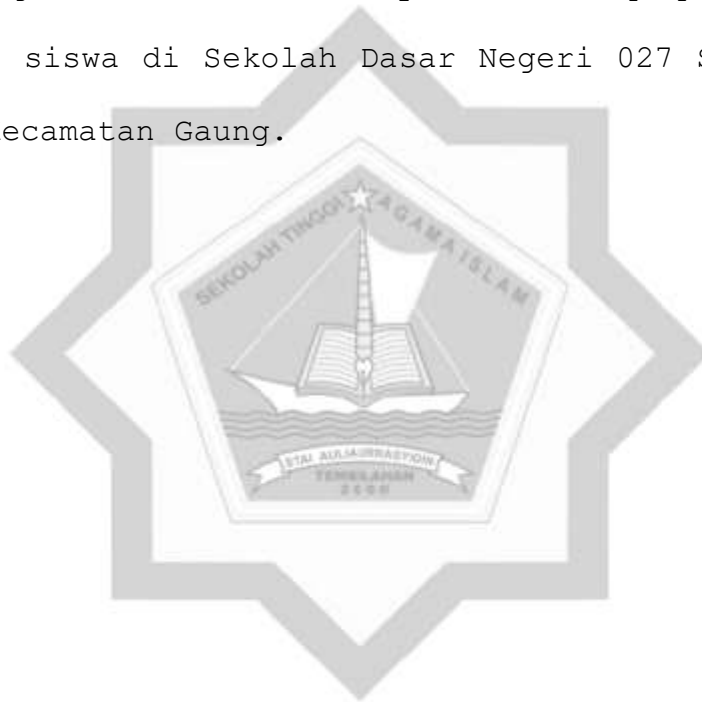 siswa di Sekolah Dasar Negeri 027
ecamatan Gaung.
SEKOLAH TINGGI AGAMA ISLAM
STAI AULIAURRASYIDIN
TEMBILAHAN